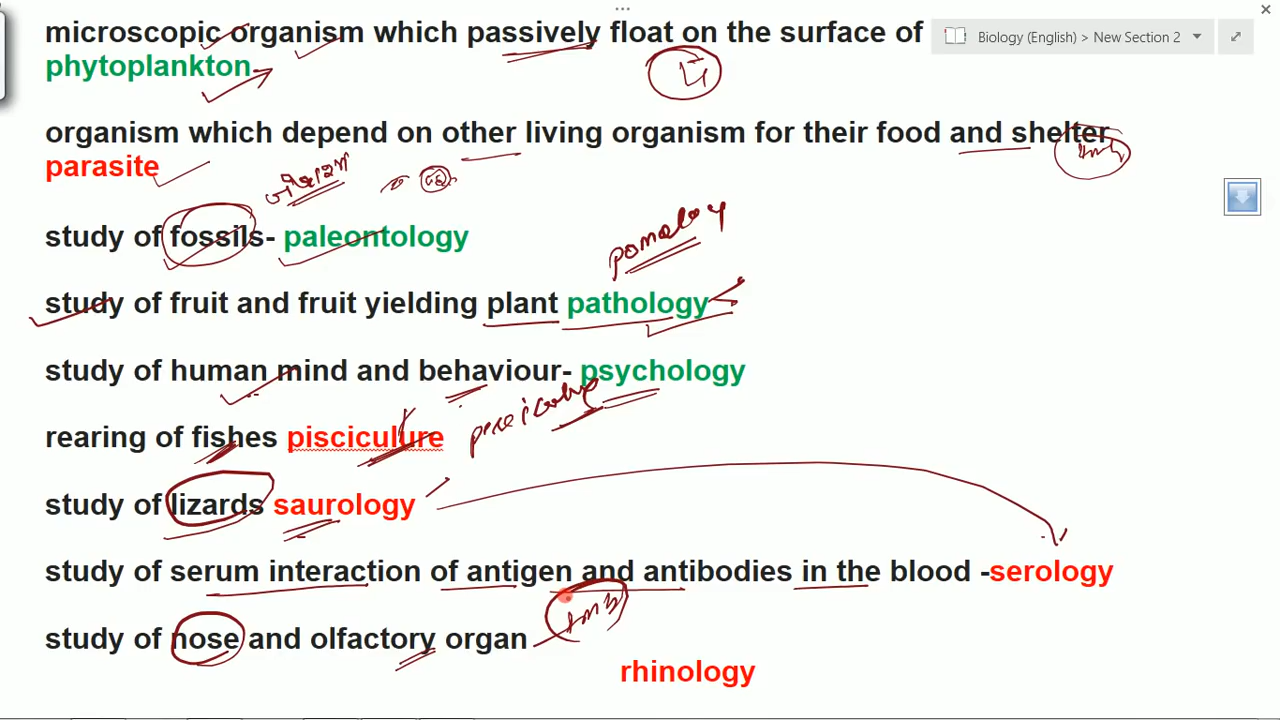 microscopic organism which passively float on the surface of
Biology (English) > New Section 2
phytoplankton
organism which depend on other living organism for their food and shelter
parasite
study of fossils- paleontology
pomology
study of fruit and fruit yielding plant pathology
study of human mind and behaviour- psychology
rearing of fishes pisciculure
study of lizards saurology
study of serum interaction of antigen and antibodies in the blood -serology
study of nose and olfactory organ
rhinology